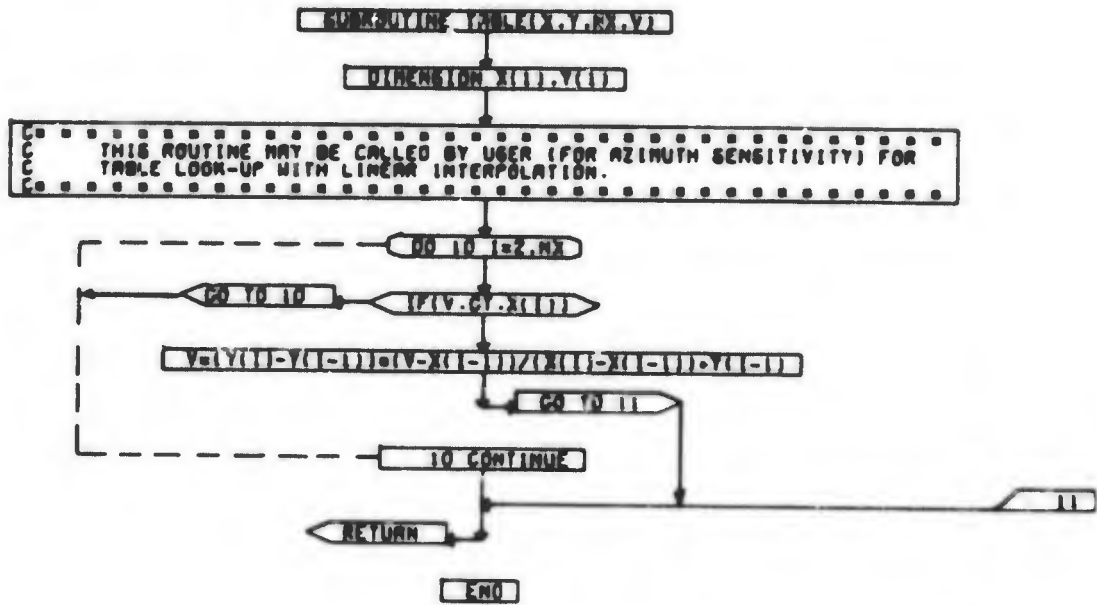 SUBROUTINE TABLE(X,Y,NX,V)
DIMENSION X(1),Y(1)
C* * * * * * * * * * * * * * * * * * * * * * * * * * * * * * * * * * *
C THIS ROUTINE MAY BE CALLED BY USER (FOR AZIMUTH SENSITIVITY) FOR
C TABLE LOOK-UP WITH LINEAR INTERPOLATION.
C* * * * * * * * * * * * * * * * * * * * * * * * * * * * * * * * * * *
DO 10 I=2,NX
GO TO 10
IF(V.GT.X(I))
V=(Y(I)-Y(I-1))*(V-X(I-1))/(X(I)-X(I-1))+Y(I-1)
GO TO 11
10 CONTINUE
11
RETURN
END